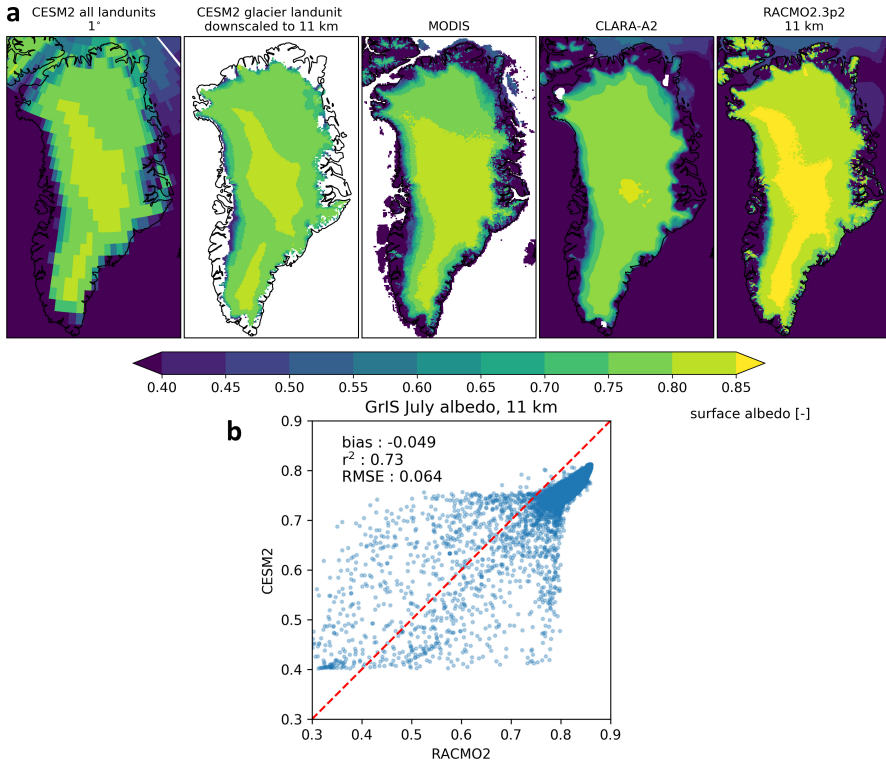 a
CESM2 all landunits
1°
CESM2 glacier landunit
downscaled to 11 km
MODIS
CLARA-A2
RACMO2.3p2
11 km
0.40 0.45 0.50 0.55 0.60 0.65 0.70 0.75 0.80 0.85
surface albedo [-]
b
GrIS July albedo, 11 km
bias : -0.049
r² : 0.73
RMSE : 0.064
0.9
0.8
0.7
0.6
0.5
0.4
0.3
CESM2
0.3 0.4 0.5 0.6 0.7 0.8 0.9
RACMO2